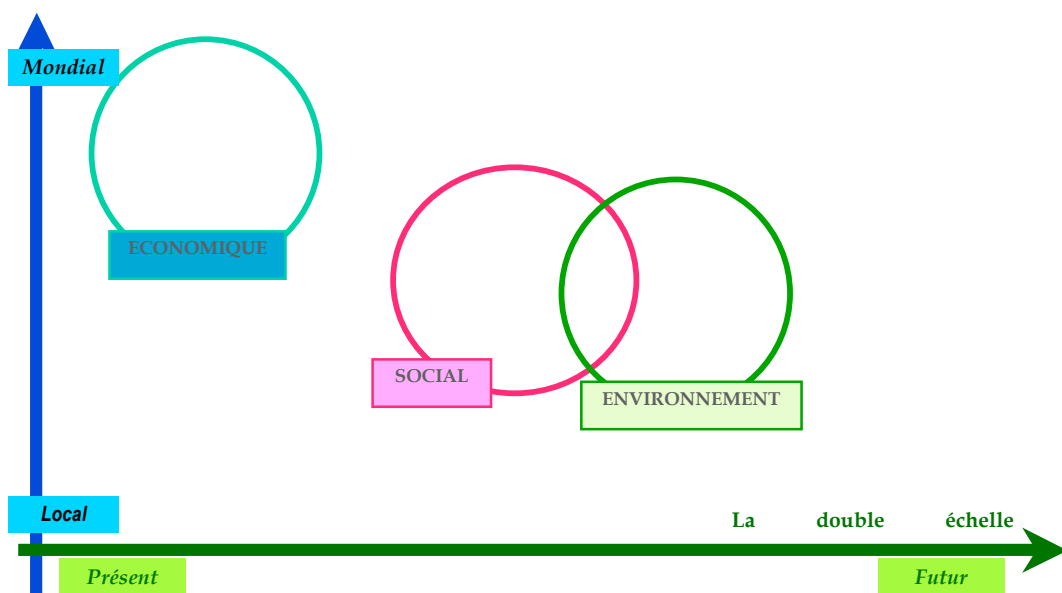 Mondial
ECONOMIQUE
SOCIAL
ENVIRONNEMENT
Local
La double échelle
Présent
Futur